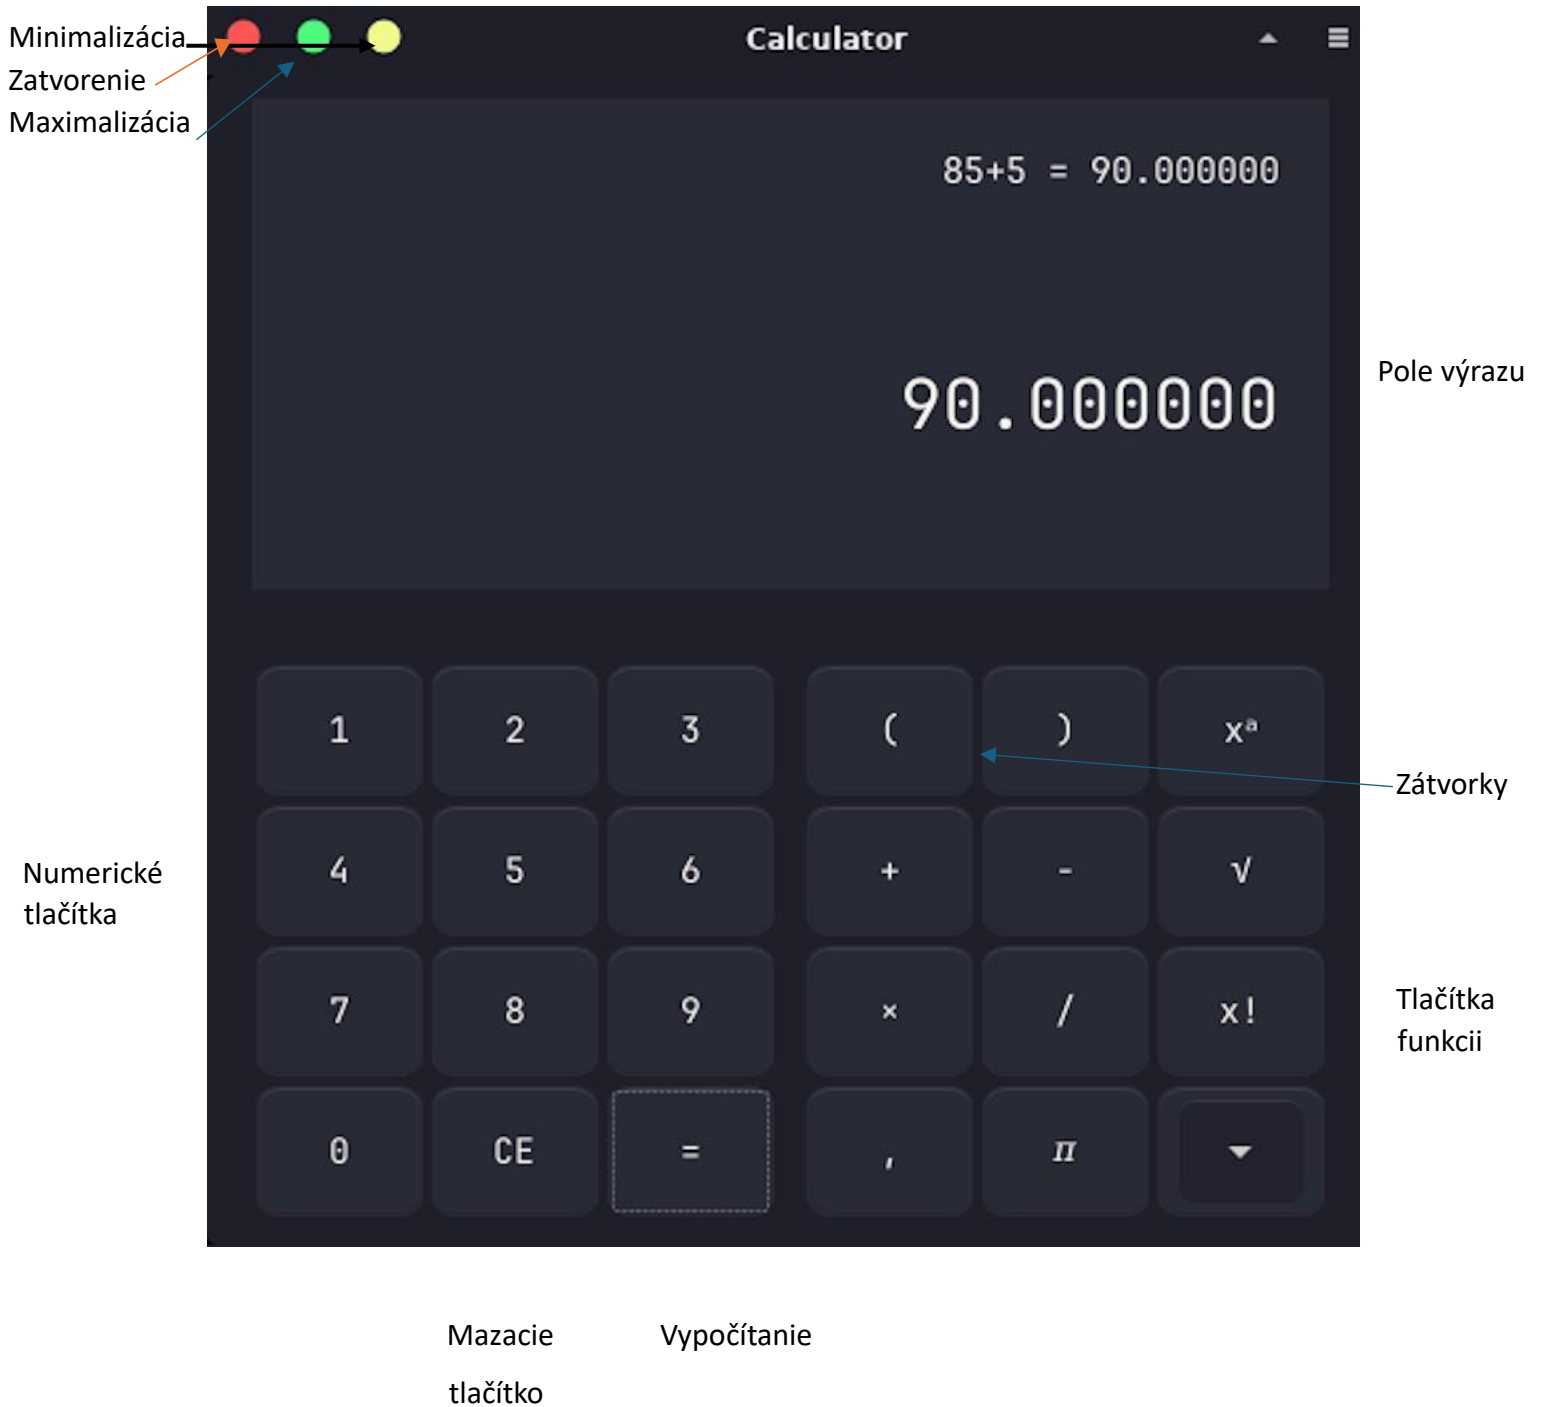 Minimalizácia
Zatvorenie
Maximalizácia
Calculator
85+5 = 90.000000
90.000000
Pole výrazu
1 2 3 ( ) xª
Zátvorky
4 5 6 + - √
Numerické
tlačítka
7 8 9 × / x!
Tlačítka
funkcii
0 CE = , π
Mazacie
tlačítko
Vypočítanie